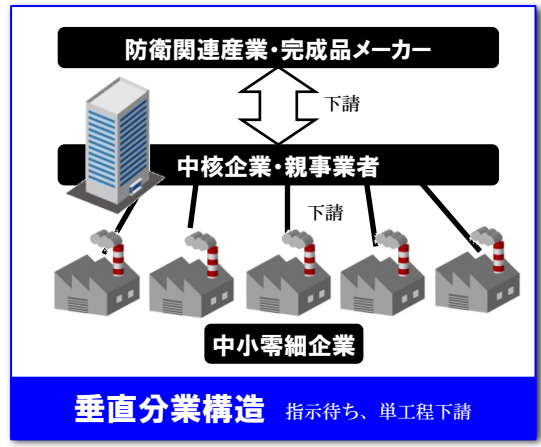 防衛関連産業・完成品メーカー
下請
中核企業・親事業者
下請
中小零細企業
垂直分業構造 指示待ち、単工程下請